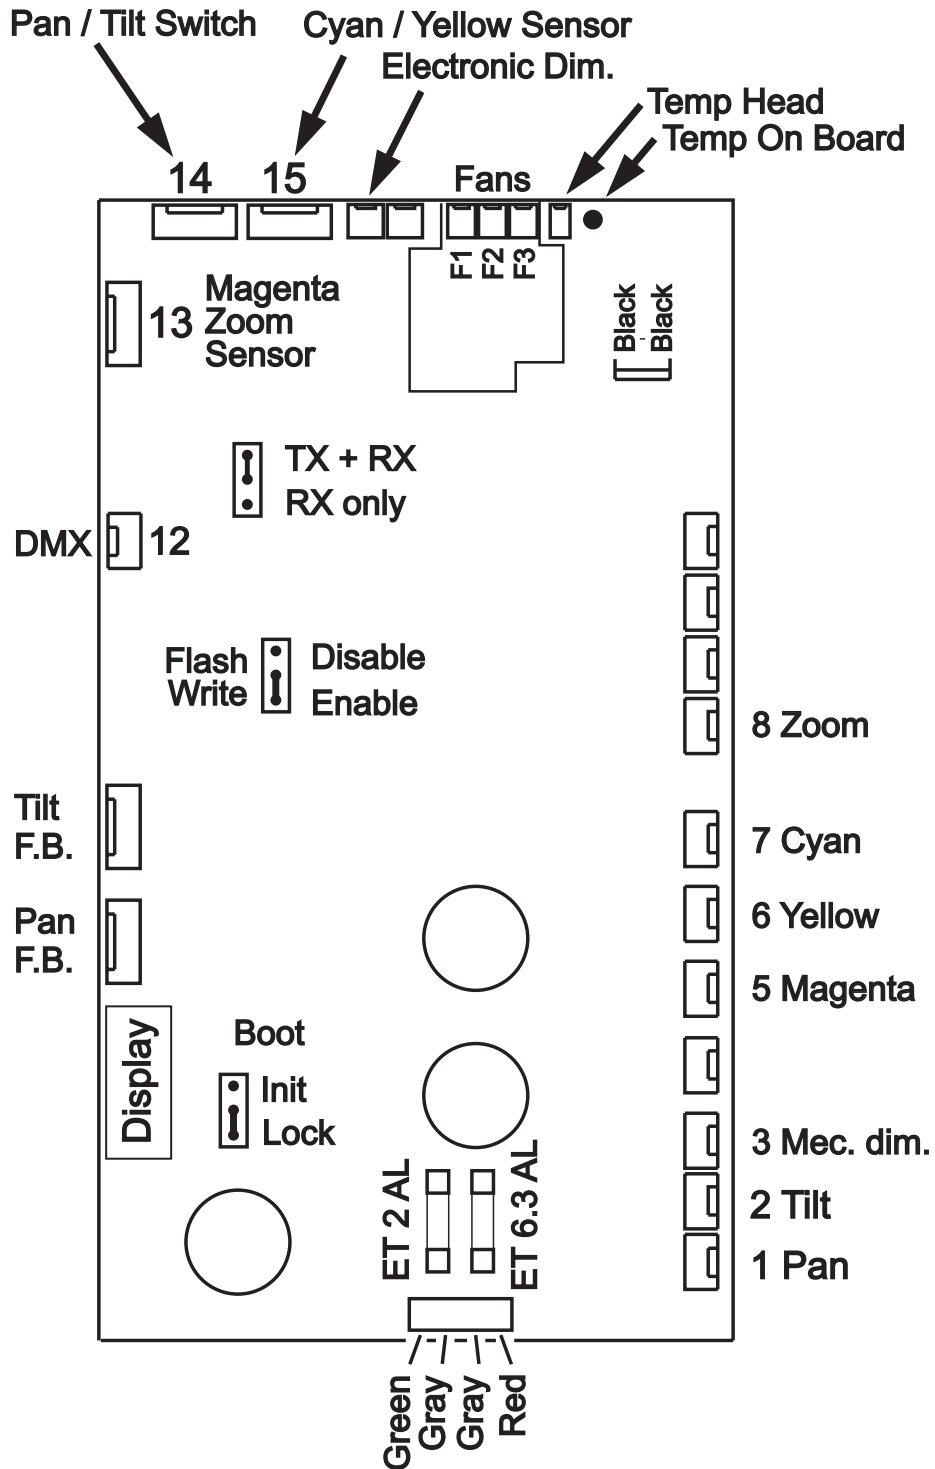 Pan / Tilt Switch
Cyan / Yellow Sensor
Electronic Dim.
Temp Head
Temp On Board
14
15
Fans
F1
F2
F3
13
Magenta
Zoom
Sensor
Black
-
Black
TX + RX
RX only
DMX
12
Flash
Write
Disable
Enable
8 Zoom
Tilt
F.B.
7 Cyan
Pan
F.B.
6 Yellow
5 Magenta
Display
Boot
Init
Lock
3 Mec. dim.
ET 2 AL
ET 6.3 AL
2 Tilt
1 Pan
Green
Gray
Gray
Red